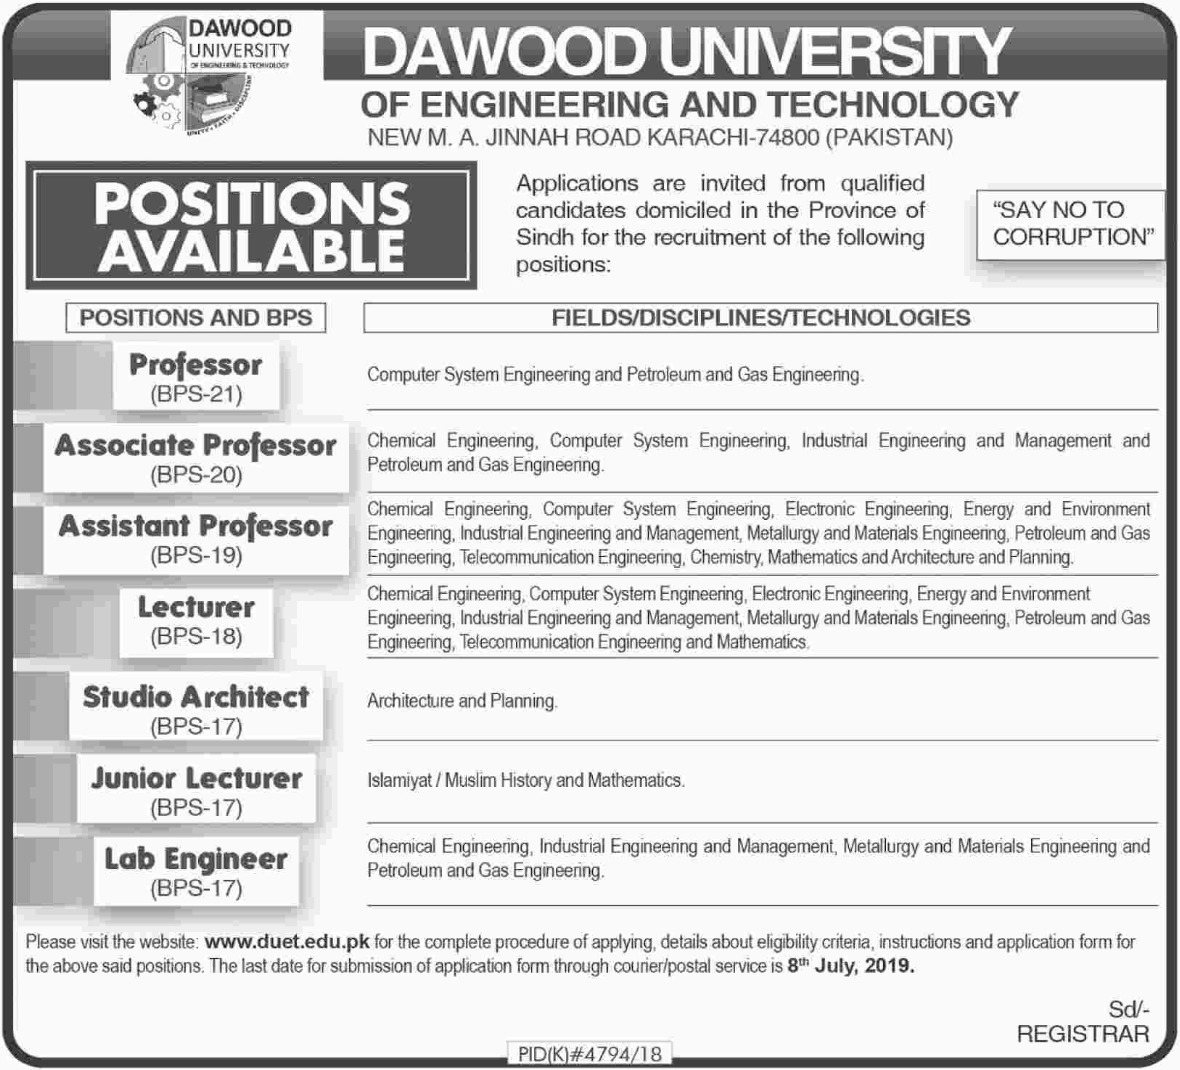 DAWOOD
UNIVERSITY
OF ENGINEERING & TECHNOLOGY
UNITY • FAITH • DISCIPLINE
DAWOOD UNIVERSITY
OF ENGINEERING AND TECHNOLOGY
NEW M. A. JINNAH ROAD KARACHI-74800 (PAKISTAN)
POSITIONS
AVAILABLE
Applications are invited from qualified
candidates domiciled in the Province of
Sindh for the recruitment of the following
positions:
"SAY NO TO
CORRUPTION"
POSITIONS AND BPS
FIELDS/DISCIPLINES/TECHNOLOGIES
Professor
(BPS-21)
Computer System Engineering and Petroleum and Gas Engineering.
Associate Professor
(BPS-20)
Chemical Engineering, Computer System Engineering, Industrial Engineering and Management and
Petroleum and Gas Engineering.
Assistant Professor
(BPS-19)
Chemical Engineering, Computer System Engineering, Electronic Engineering, Energy and Environment
Engineering, Industrial Engineering and Management, Metallurgy and Materials Engineering, Petroleum and Gas
Engineering, Telecommunication Engineering, Chemistry, Mathematics and Architecture and Planning.
Lecturer
(BPS-18)
Chemical Engineering, Computer System Engineering, Electronic Engineering, Energy and Environment
Engineering, Industrial Engineering and Management, Metallurgy and Materials Engineering, Petroleum and Gas
Engineering, Telecommunication Engineering and Mathematics.
Studio Architect
(BPS-17)
Architecture and Planning.
Junior Lecturer
(BPS-17)
Islamiyat / Muslim History and Mathematics.
Lab Engineer
(BPS-17)
Chemical Engineering, Industrial Engineering and Management, Metallurgy and Materials Engineering and
Petroleum and Gas Engineering.
Please visit the website: www.duet.edu.pk for the complete procedure of applying, details about eligibility criteria, instructions and application form for
the above said positions. The last date for submission of application form through courier/postal service is 8th July, 2019.
Sd/-
REGISTRAR
PID(K)#4794/18